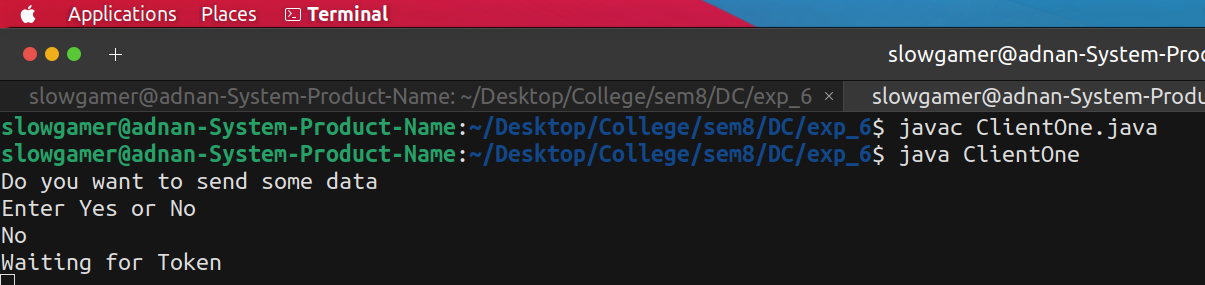 Applications Places Terminal
slowgamer@adnan-System-Prod
slowgamer@adnan-System-Product-Name: ~/Desktop/College/sem8/DC/exp_6 × slowgamer@adnan-System-Produ
slowgamer@adnan-System-Product-Name:~/Desktop/College/sem8/DC/exp_6$ javac ClientOne.java
slowgamer@adnan-System-Product-Name:~/Desktop/College/sem8/DC/exp_6$ java ClientOne
Do you want to send some data
Enter Yes or No
No
Waiting for Token